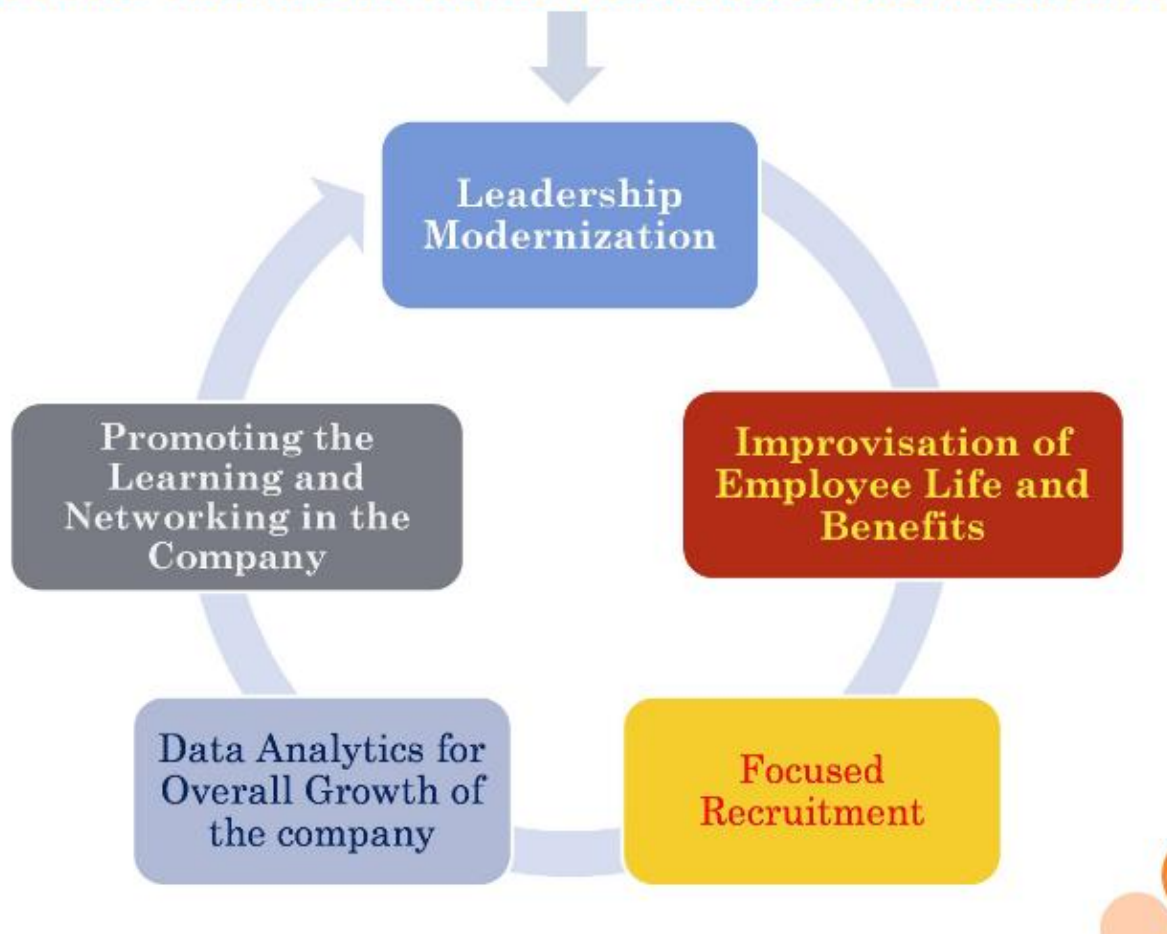 Leadership
Modernization
Improvisation of
Employee Life and
Benefits
Focused
Recruitment
Data Analytics for
Overall Growth of
the company
Promoting the
Learning and
Networking in the
Company